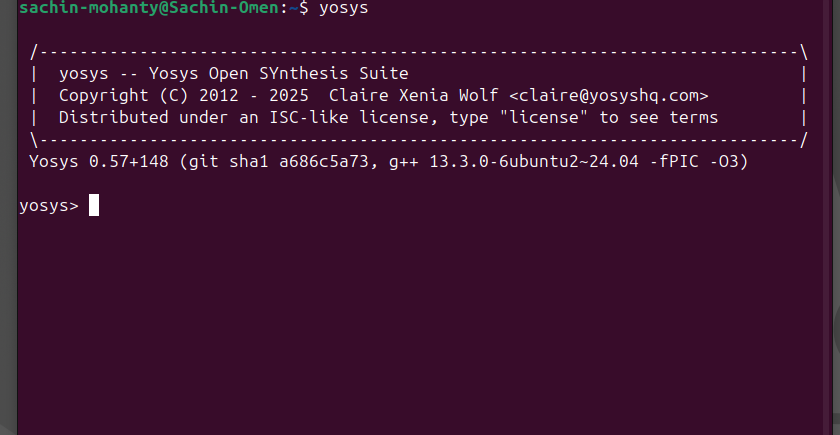 sachin-mohanty@Sachin-Omen:~$ yosys
/----------------------------------------------------------------------------\
|  yosys -- Yosys Open SYnthesis Suite                                       |
|  Copyright (C) 2012 - 2025  Claire Xenia Wolf <claire@yosyshq.com>         |
|  Distributed under an ISC-like license, type "license" to see terms        |
\----------------------------------------------------------------------------/
Yosys 0.57+148 (git sha1 a686c5a73, g++ 13.3.0-6ubuntu2~24.04 -fPIC -O3)
yosys>